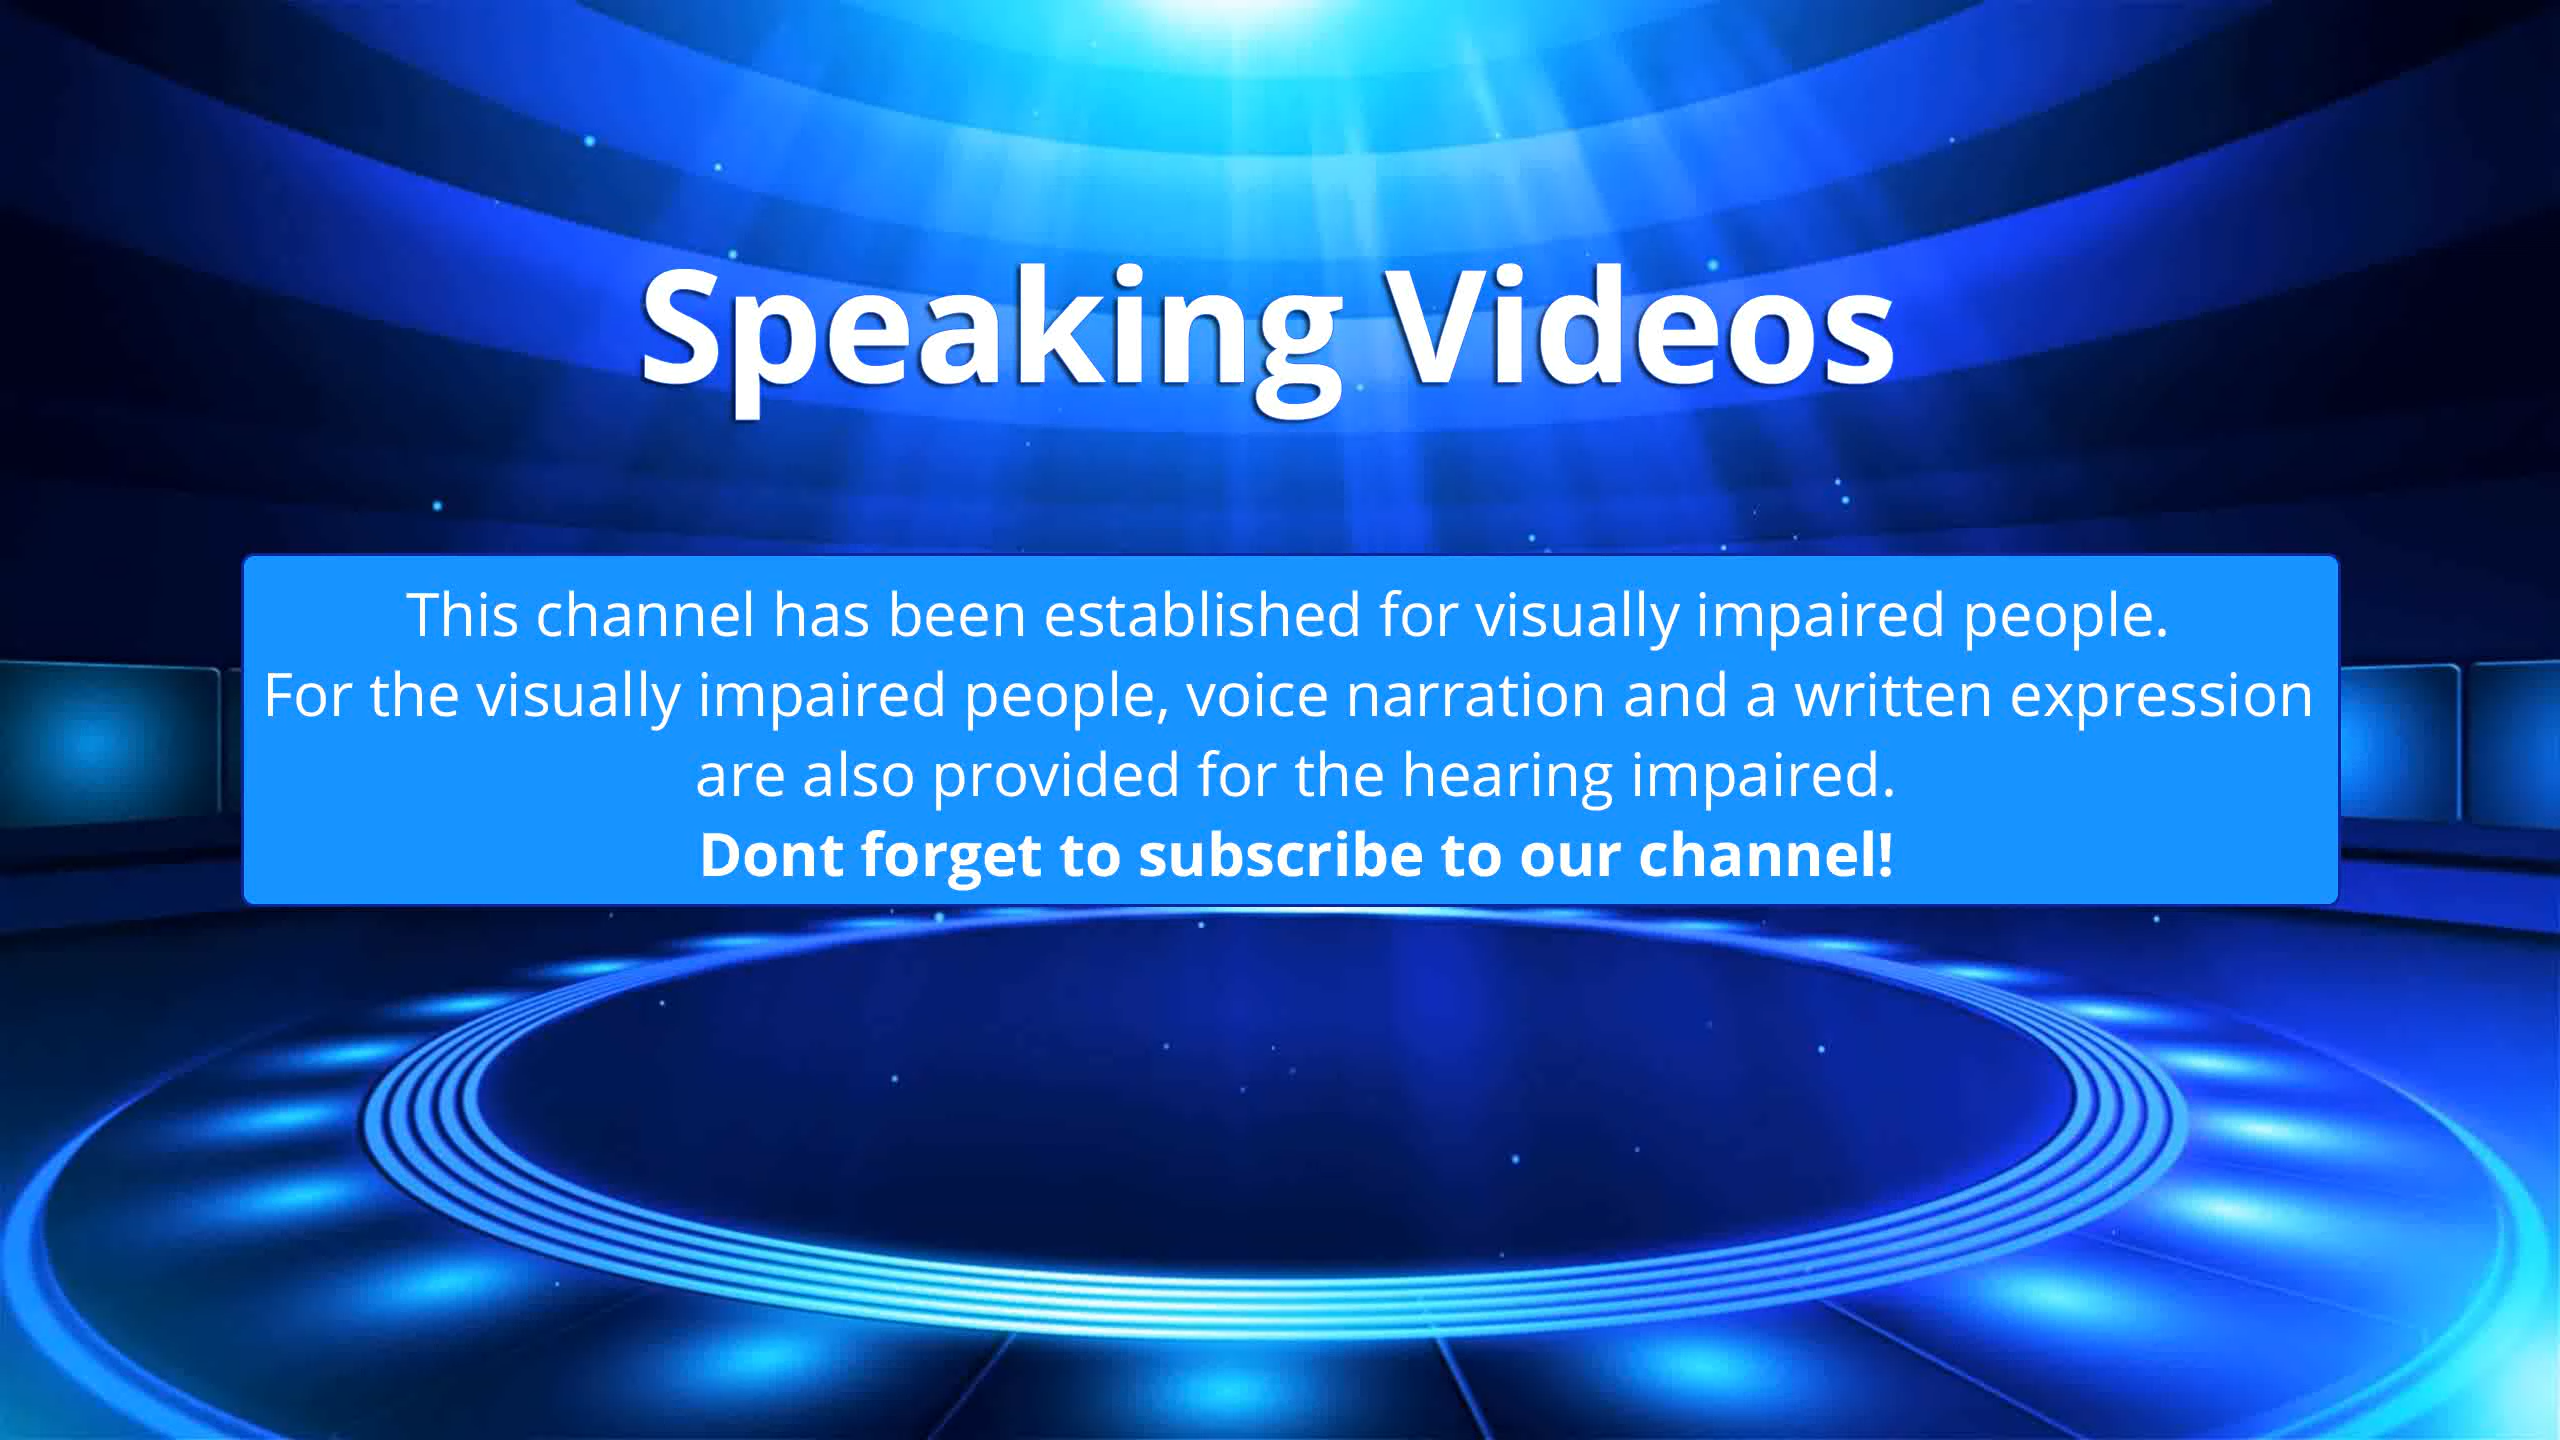 Speaking Videos
This channel has been established for visually impaired people.
For the visually impaired people, voice narration and a written expression
are also provided for the hearing impaired.
Dont forget to subscribe to our channel!